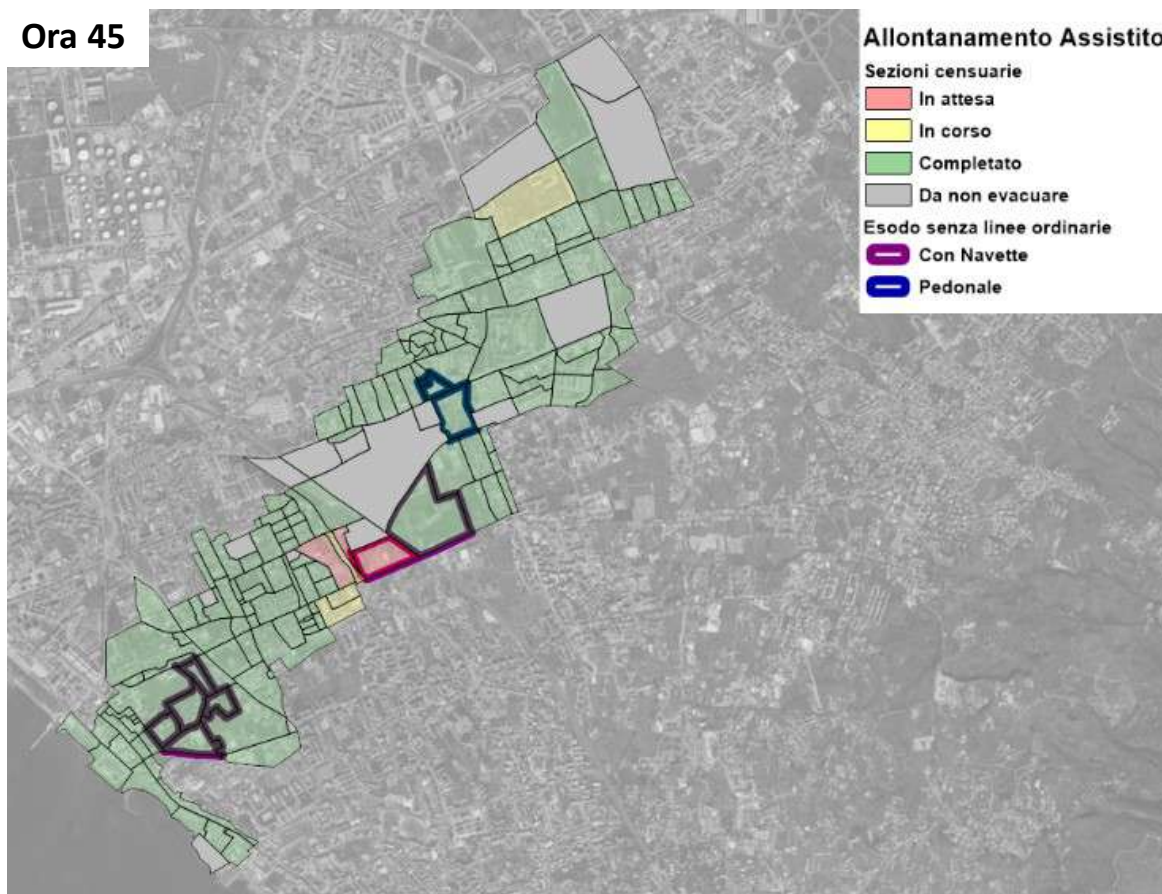 Ora 45
Allontanamento Assistito
Sezioni censuarie
In attesa
In corso
Completato
Da non evacuare
Esodo senza linee ordinarie
Con Navette
Pedonale